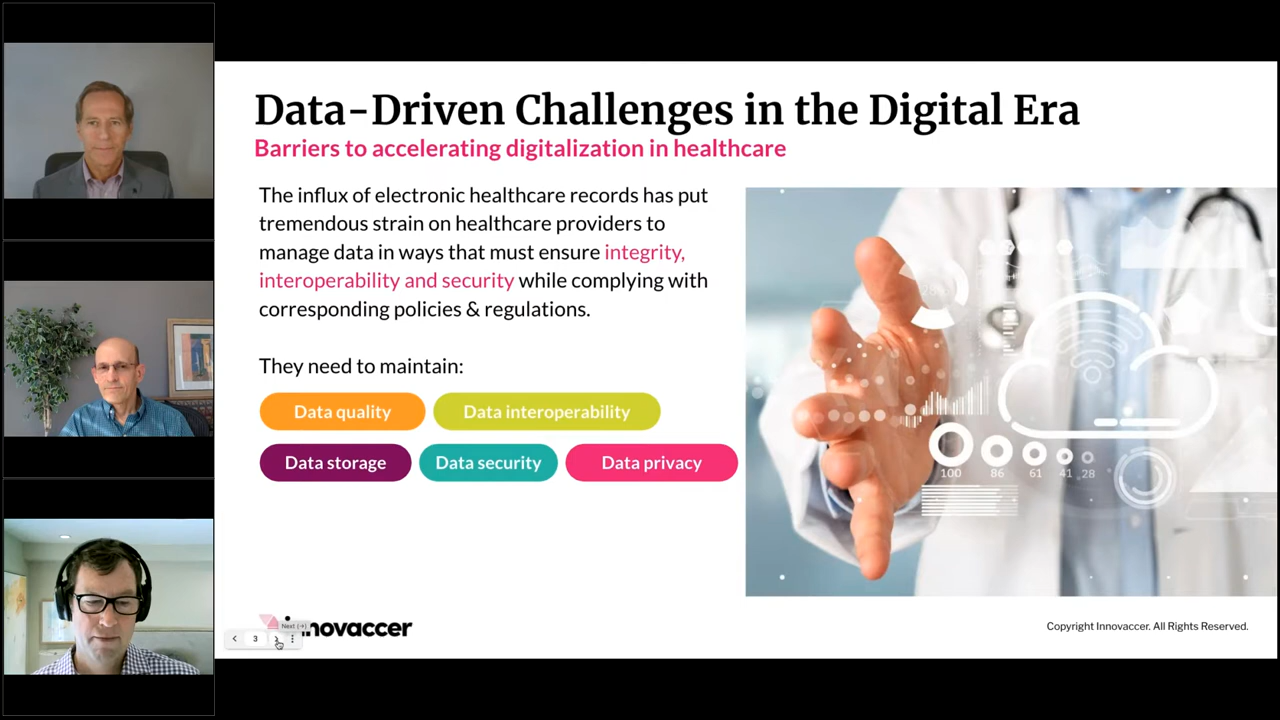 Data-Driven Challenges in the Digital Era
Barriers to accelerating digitalization in healthcare
The influx of electronic healthcare records has put
tremendous strain on healthcare providers to
manage data in ways that must ensure integrity,
interoperability and security while complying with
corresponding policies & regulations.
They need to maintain:
Data quality
Data interoperability
Data storage
Data security
Data privacy
100 86 61 41 28
Next (→)
3
innovaccer
Copyright Innovaccer. All Rights Reserved.